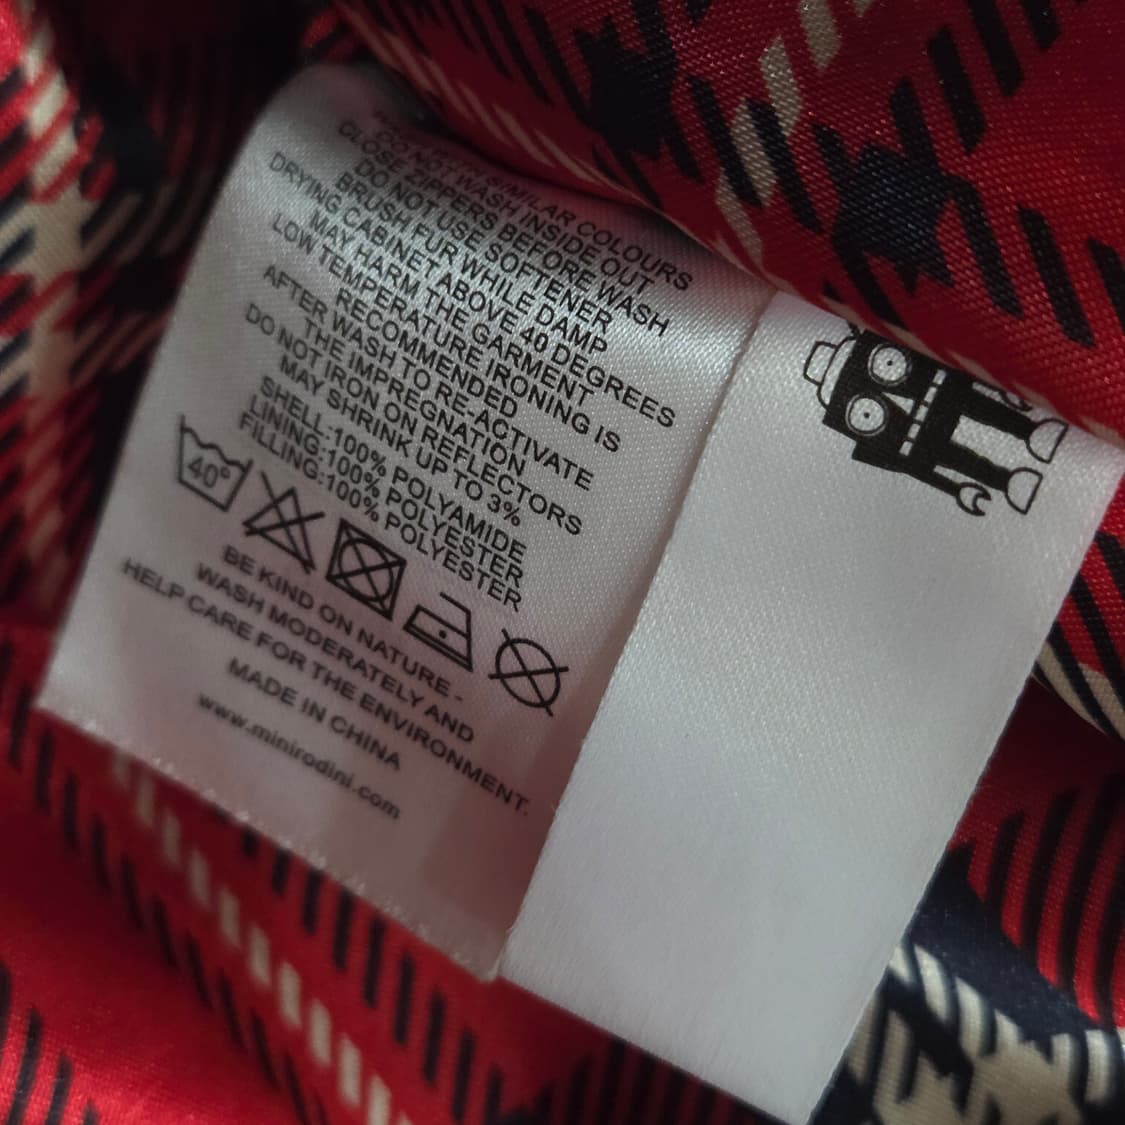 SIMILAR COLOURS
WASH INSIDE OUT
CLOSE ZIPPERS BEFORE WASH
DO NOT USE SOFTENER
BRUSH FUR WHILE DAMP
DRYING CABINET ABOVE 40 DEGREES
MAY HARM THE GARMENT
LOW TEMPERATURE IRONING IS
RECOMMENDED
AFTER WASH TO RE-ACTIVATE
THE IMPREGNATION
DO NOT IRON ON REFLECTORS
MAY SHRINK UP TO 3%
SHELL:100% POLYAMIDE
LINING:100% POLYESTER
FILLING:100% POLYESTER
40°
BE KIND ON NATURE -
WASH MODERATELY AND
HELP CARE FOR THE ENVIRONMENT.
MADE IN CHINA
www.minirodini.com